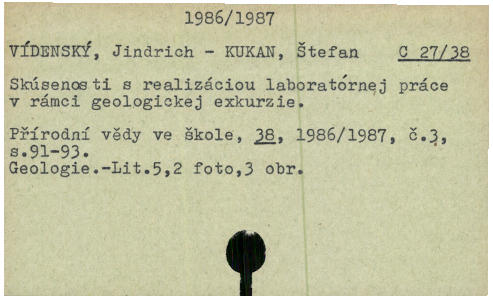 1986/1987
VÍDENSKÝ, Jindrich - KUKAN, Štefan C 27/38
Skúsenosti s realizáciou laboratórnej práce
v rámci geologickej exkurzie.
Přírodní vědy ve škole, 38, 1986/1987, č.3,
s.91-93.
Geologie.-Lit.5,2 foto,3 obr.